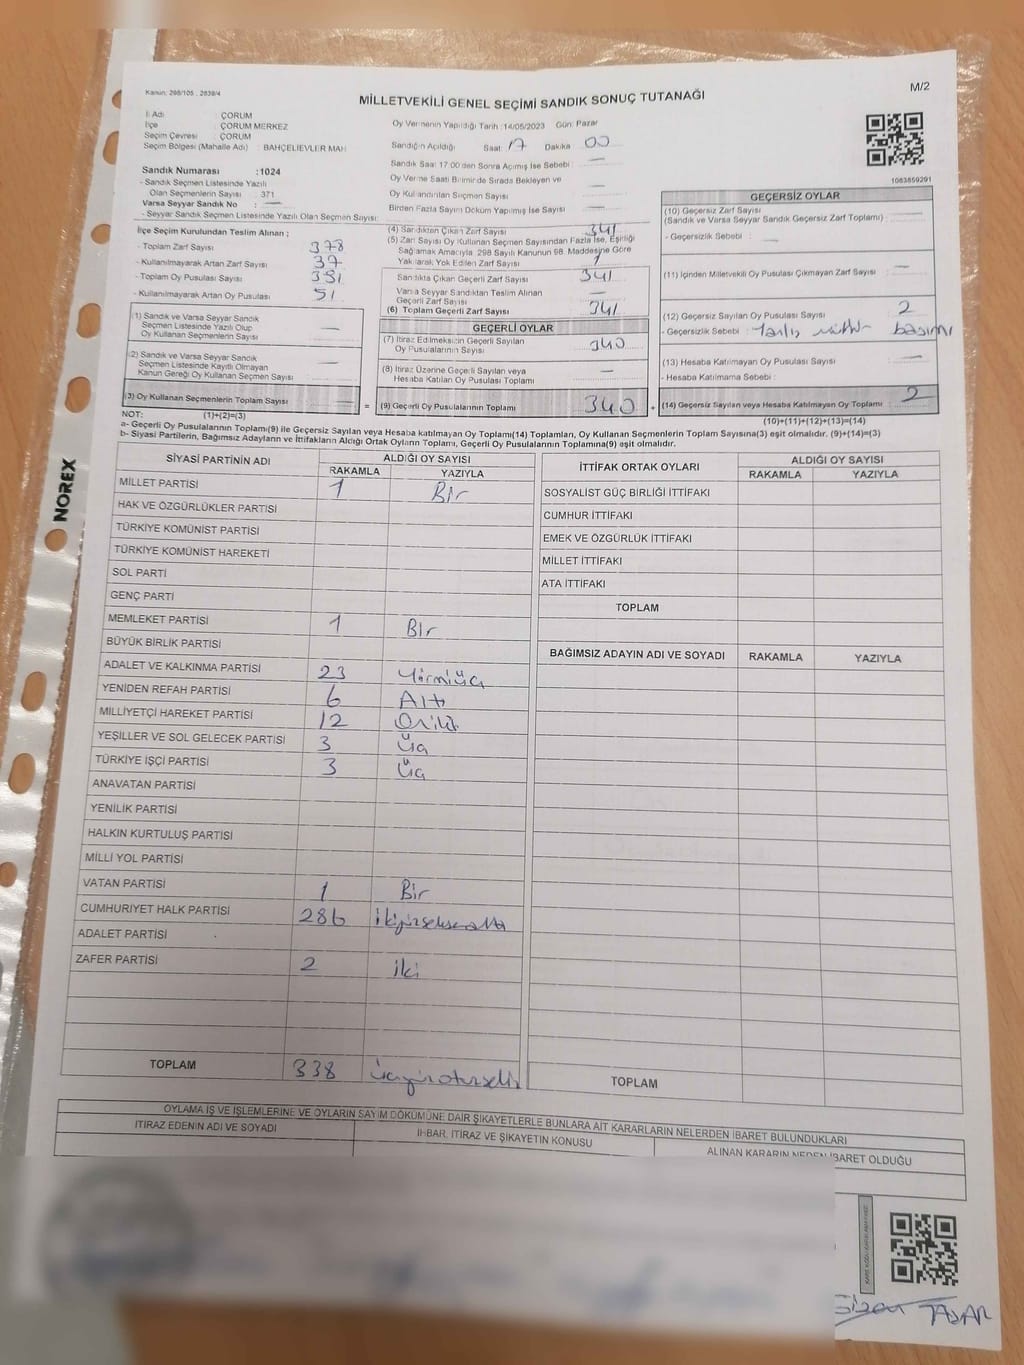 Kanun: 298/105 , 2839/4
M/2
MİLLETVEKİLİ GENEL SEÇİMİ SANDIK SONUÇ TUTANAĞI
İl Adı : ÇORUM
İlçe : ÇORUM MERKEZ
Seçim Çevresi : ÇORUM
Seçim Bölgesi (Mahalle Adı) : BAHÇELİEVLER MAH
Sandık Numarası :1024
- Sandık Seçmen Listesinde Yazılı
Olan Seçmenlerin Sayısı : 371
Varsa Seyyar Sandık No : —
- Seyyar Sandık Seçmen Listesinde Yazılı Olan Seçmen Sayısı:
Oy Vermenin Yapıldığı Tarih :14/05/2023 Gün: Pazar
Sandığın Açıldığı Saat: 17 Dakika 00
Sandık Saat 17:00'den Sonra Açılmış İse Sebebi : —
Oy Verme Saati Bitiminde Sırada Bekleyen ve
Oy Kullandırılan Seçmen Sayısı : —
Birden Fazla Sayım Döküm Yapılmış İse Sayısı : —
1063859291
İlçe Seçim Kurulundan Teslim Alınan ;
- Toplam Zarf Sayısı : 378
- Kullanılmayarak Artan Zarf Sayısı : 37
- Toplam Oy Pusulası Sayısı : 391
- Kullanılmayarak Artan Oy Pusulası : 51
(1) Sandık ve Varsa Seyyar Sandık
Seçmen Listesinde Yazılı Olup
Oy Kullanan Seçmenlerin Sayısı : —
(2) Sandık ve Varsa Seyyar Sandık
Seçmen Listesinde Kayıtlı Olmayan
Kanun Gereği Oy Kullanan Seçmen Sayısı : —
(3) Oy Kullanan Seçmenlerin Toplam Sayısı : —
(4) Sandıktan Çıkan Zarf Sayısı : 341
(5) Zarf Sayısı Oy Kullanan Seçmen Sayısından Fazla İse, Eşitliği
Sağlamak Amacıyla 298 Sayılı Kanunun 98. Maddesine Göre
Yakılarak Yok Edilen Zarf Sayısı :
Sandıkta Çıkan Geçerli Zarf Sayısı : 341
Varsa Seyyar Sandıktan Teslim Alınan
Geçerli Zarf Sayısı : —
(6) Toplam Geçerli Zarf Sayısı : 341
GEÇERLİ OYLAR
(7) İtiraz Edilmeksizin Geçerli Sayılan
Oy Pusulalarının Sayısı : 340
(8) İtiraz Üzerine Geçerli Sayılan veya
Hesaba Katılan Oy Pusulası Toplamı : —
= (9) Geçerli Oy Pusulalarının Toplamı : 340 +
GEÇERSİZ OYLAR
(10) Geçersiz Zarf Sayısı
(Sandık ve Varsa Seyyar Sandık Geçersiz Zarf Toplamı) : —
- Geçersizlik Sebebi : —
(11) İçinden Milletvekili Oy Pusulası Çıkmayan Zarf Sayısı : —
(12) Geçersiz Sayılan Oy Pusulası Sayısı : 2
- Geçersizlik Sebebi : Yanlış mühür basımı
(13) Hesaba Katılmayan Oy Pusulası Sayısı : —
- Hesaba Katılmama Sebebi :
(14) Geçersiz Sayılan veya Hesaba Katılmayan Oy Toplamı : 2
NOT: (1)+(2)=(3)
(10)+(11)+(12)+(13)=(14)
a- Geçerli Oy Pusulalarının Toplamı(9) ile Geçersiz Sayılan veya Hesaba katılmayan Oy Toplamı(14) Toplamları, Oy Kullanan Seçmenlerin Toplam Sayısına(3) eşit olmalıdır. (9)+(14)=(3)
b- Siyasi Partilerin, Bağımsız Adayların ve İttifakların Aldığı Ortak Oyların Toplamı, Geçerli Oy Pusulalarının Toplamına(9) eşit olmalıdır.
SİYASİ PARTİNİN ADI ALDIĞI OY SAYISI
RAKAMLA YAZIYLA
MİLLET PARTİSİ 1 Bir
HAK VE ÖZGÜRLÜKLER PARTİSİ
TÜRKİYE KOMÜNİST PARTİSİ
TÜRKİYE KOMÜNİST HAREKETİ
SOL PARTİ
GENÇ PARTİ
MEMLEKET PARTİSİ 1 Bir
BÜYÜK BİRLİK PARTİSİ
ADALET VE KALKINMA PARTİSİ 23 Yirmiüç
YENİDEN REFAH PARTİSİ 6 Altı
MİLLİYETÇİ HAREKET PARTİSİ 12 Oniki
YEŞİLLER VE SOL GELECEK PARTİSİ 3 Üç
TÜRKİYE İŞÇİ PARTİSİ 3 Üç
ANAVATAN PARTİSİ
YENİLİK PARTİSİ
HALKIN KURTULUŞ PARTİSİ
MİLLİ YOL PARTİSİ
VATAN PARTİSİ 1 Bir
CUMHURİYET HALK PARTİSİ 286 ikiyüzseksenaltı
ADALET PARTİSİ
ZAFER PARTİSİ 2 iki
TOPLAM 338 üçyüzotuzsekiz
İTTİFAK ORTAK OYLARI ALDIĞI OY SAYISI
RAKAMLA YAZIYLA
SOSYALİST GÜÇ BİRLİĞİ İTTİFAKI
CUMHUR İTTİFAKI
EMEK VE ÖZGÜRLÜK İTTİFAKI
MİLLET İTTİFAKI
ATA İTTİFAKI
TOPLAM
BAĞIMSIZ ADAYIN ADI VE SOYADI RAKAMLA YAZIYLA
TOPLAM
OYLAMA İŞ VE İŞLEMLERİNE VE OYLARIN SAYIM DÖKÜMÜNE DAİR ŞİKAYETLERLE BUNLARA AİT KARARLARIN NELERDEN İBARET BULUNDUKLARI
İTİRAZ EDENİN ADI VE SOYADI
İHBAR, İTİRAZ VE ŞİKAYETİN KONUSU
ALINAN KARARIN NEDEN İBARET OLDUĞU
NOREX
TAŞAR